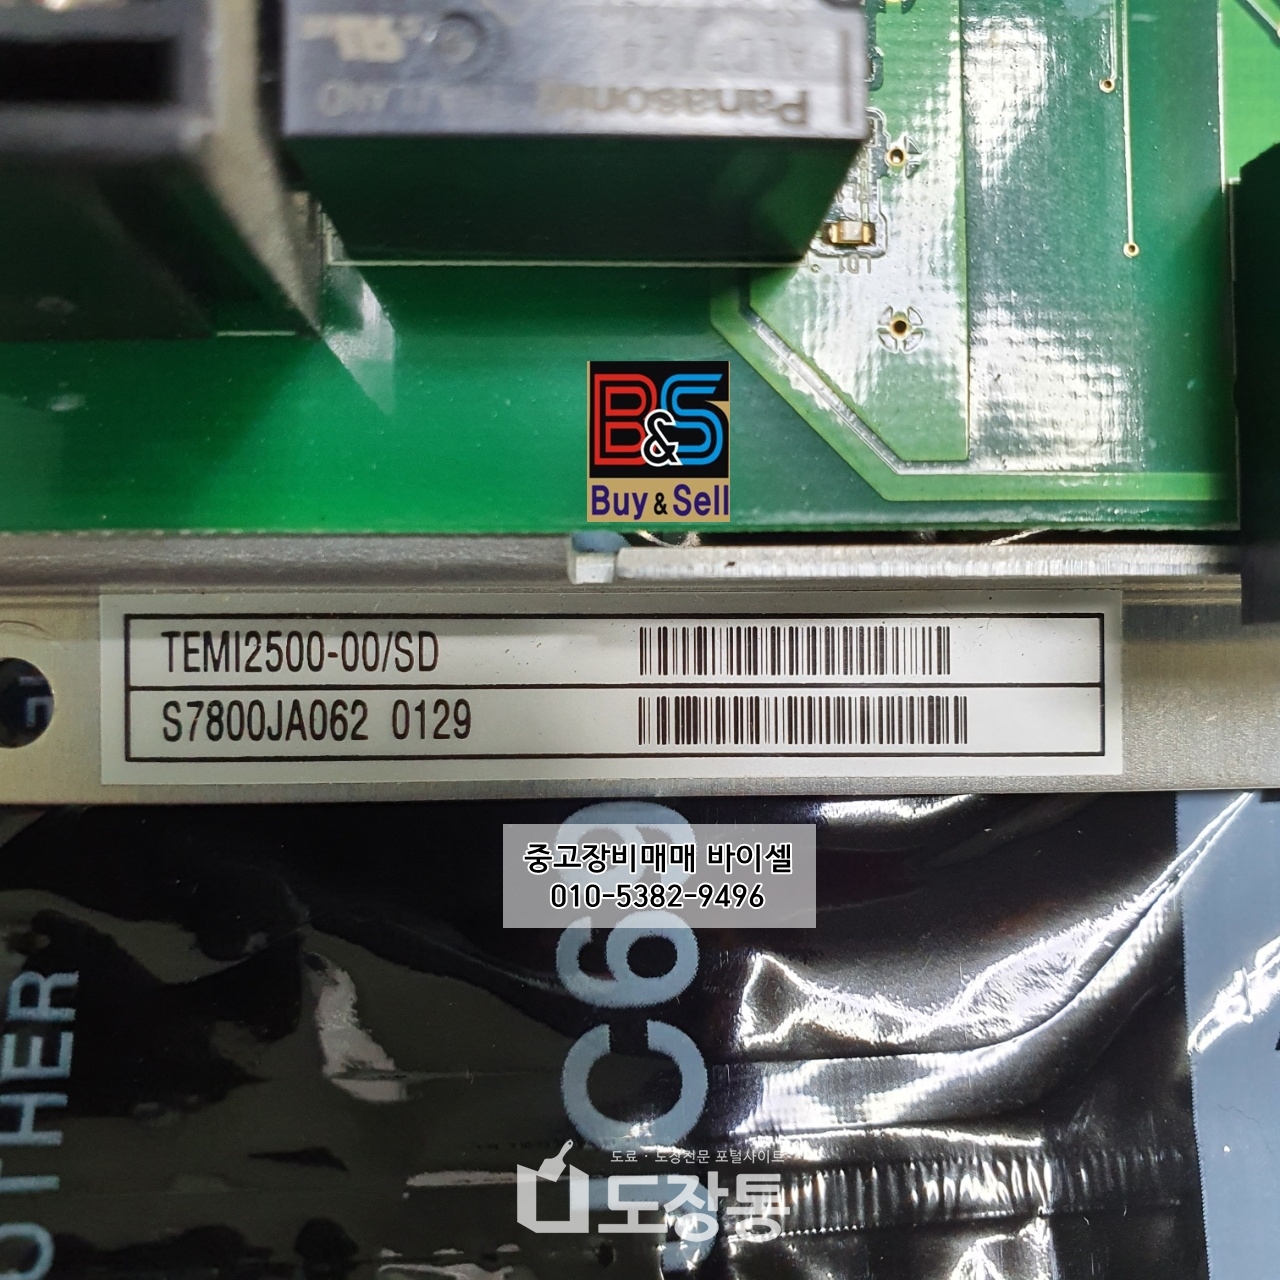 Panasonic
B&S
Buy & Sell
TEMI2500-00/SD
S7800JA062 0129
중고장비매매 바이셀
010-5382-9496
C69
OTHER
도료 · 도장전문 포털사이트
도장통